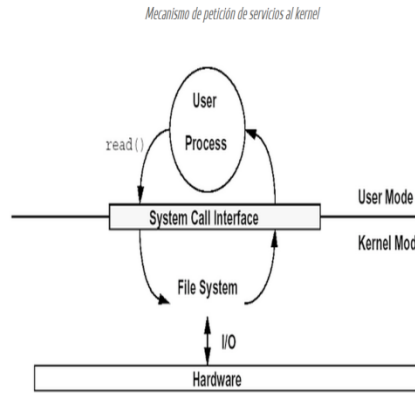 Mecanismo de petición de servicios al kernel
User
Process
read()
System Call Interface
User Mode
Kernel Mod
File System
I/O
Hardware